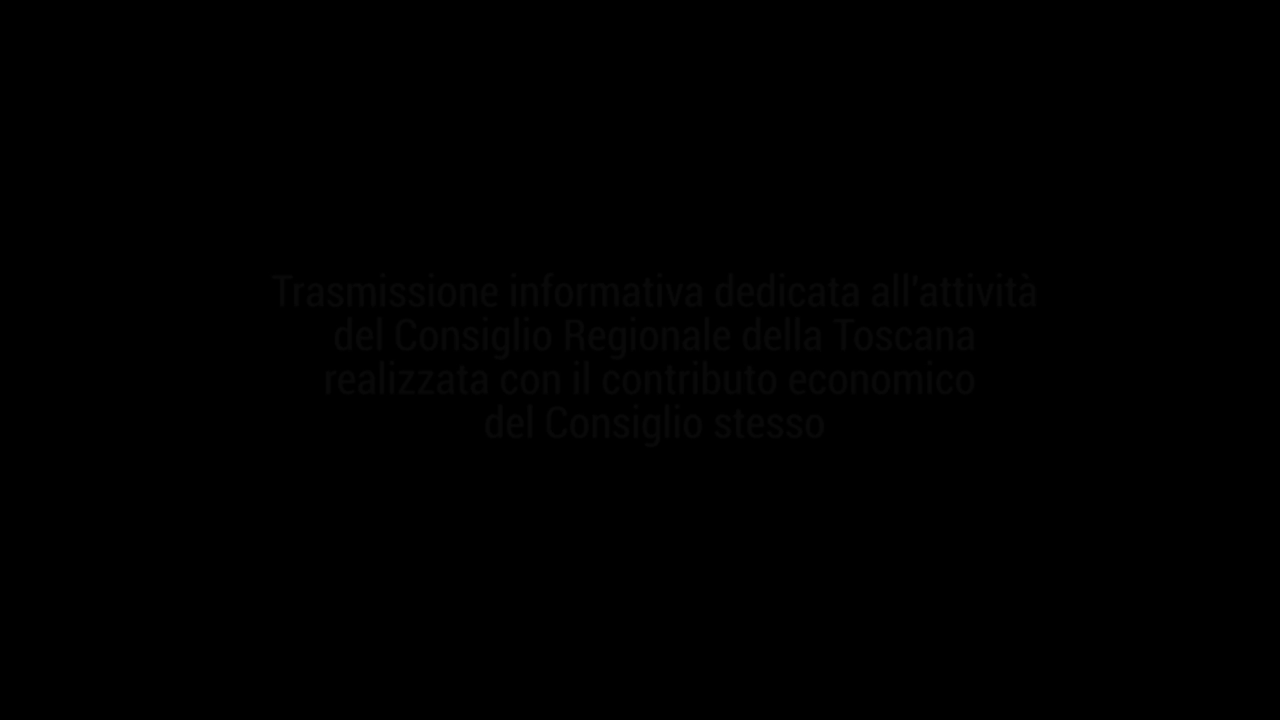 Trasmissione informativa dedicata all'attività
del Consiglio Regionale della Toscana
realizzata con il contributo economico
del Consiglio stesso